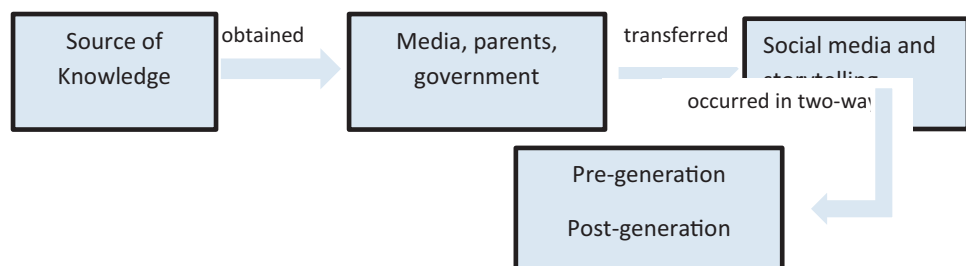 Source of
Knowledge
obtained
Media, parents,
government
transferred
Social media and
storytelling
occurred in two-way
Pre-generation
Post-generation